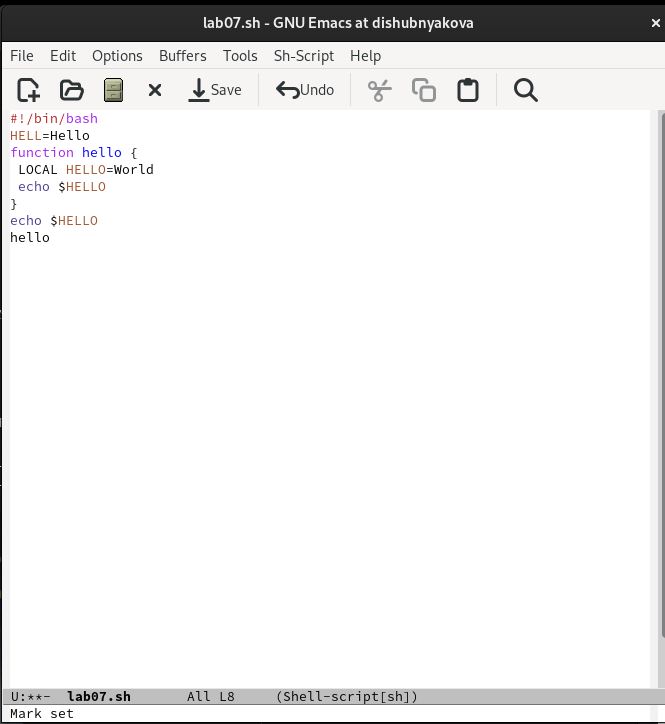 lab07.sh - GNU Emacs at dishubnyakova
File Edit Options Buffers Tools Sh-Script Help
Save Undo
#!/bin/bash
HELL=Hello
function hello {
 LOCAL HELLO=World
 echo $HELLO
}
echo $HELLO
hello
U:**-  lab07.sh       All L8     (Shell-script[sh])
Mark set